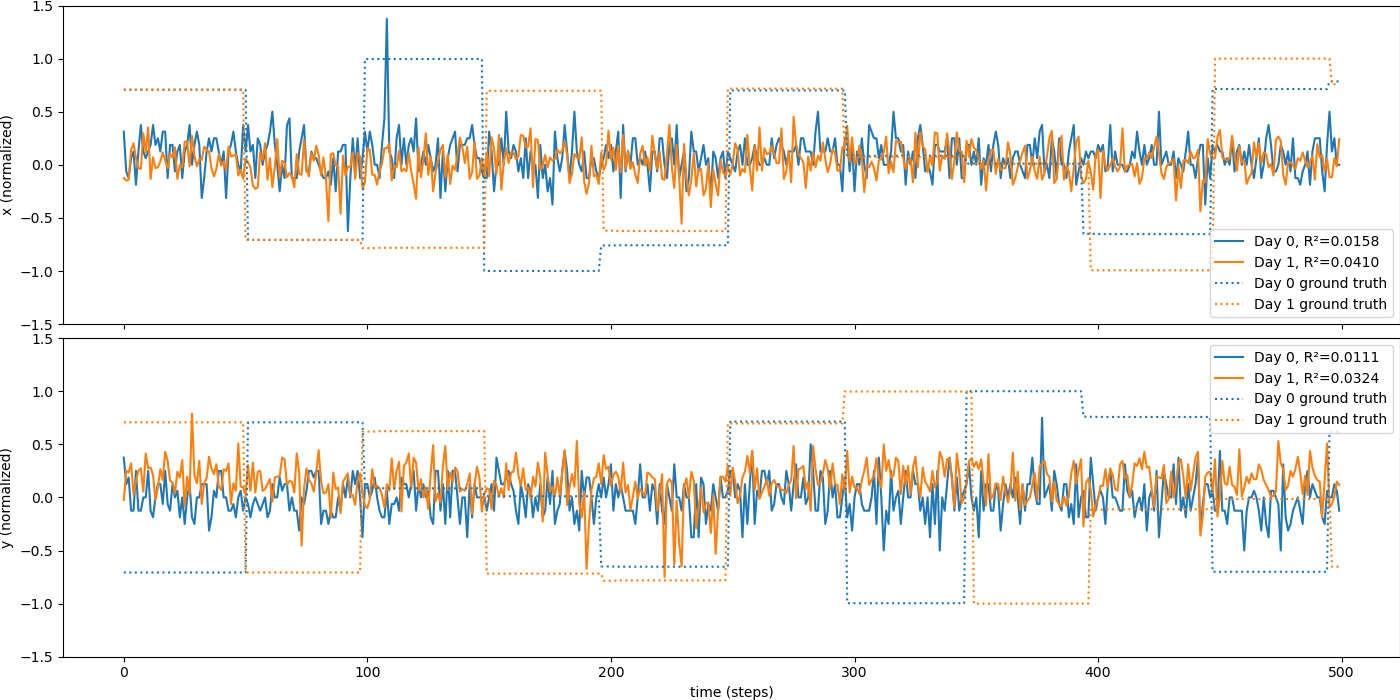 1.5
1.0
0.5
0.0
−0.5
−1.0
−1.5
x (normalized)
Day 0, R²=0.0158
Day 1, R²=0.0410
Day 0 ground truth
Day 1 ground truth
1.5
1.0
0.5
0.0
−0.5
−1.0
−1.5
y (normalized)
Day 0, R²=0.0111
Day 1, R²=0.0324
Day 0 ground truth
Day 1 ground truth
0 100 200 300 400 500
time (steps)